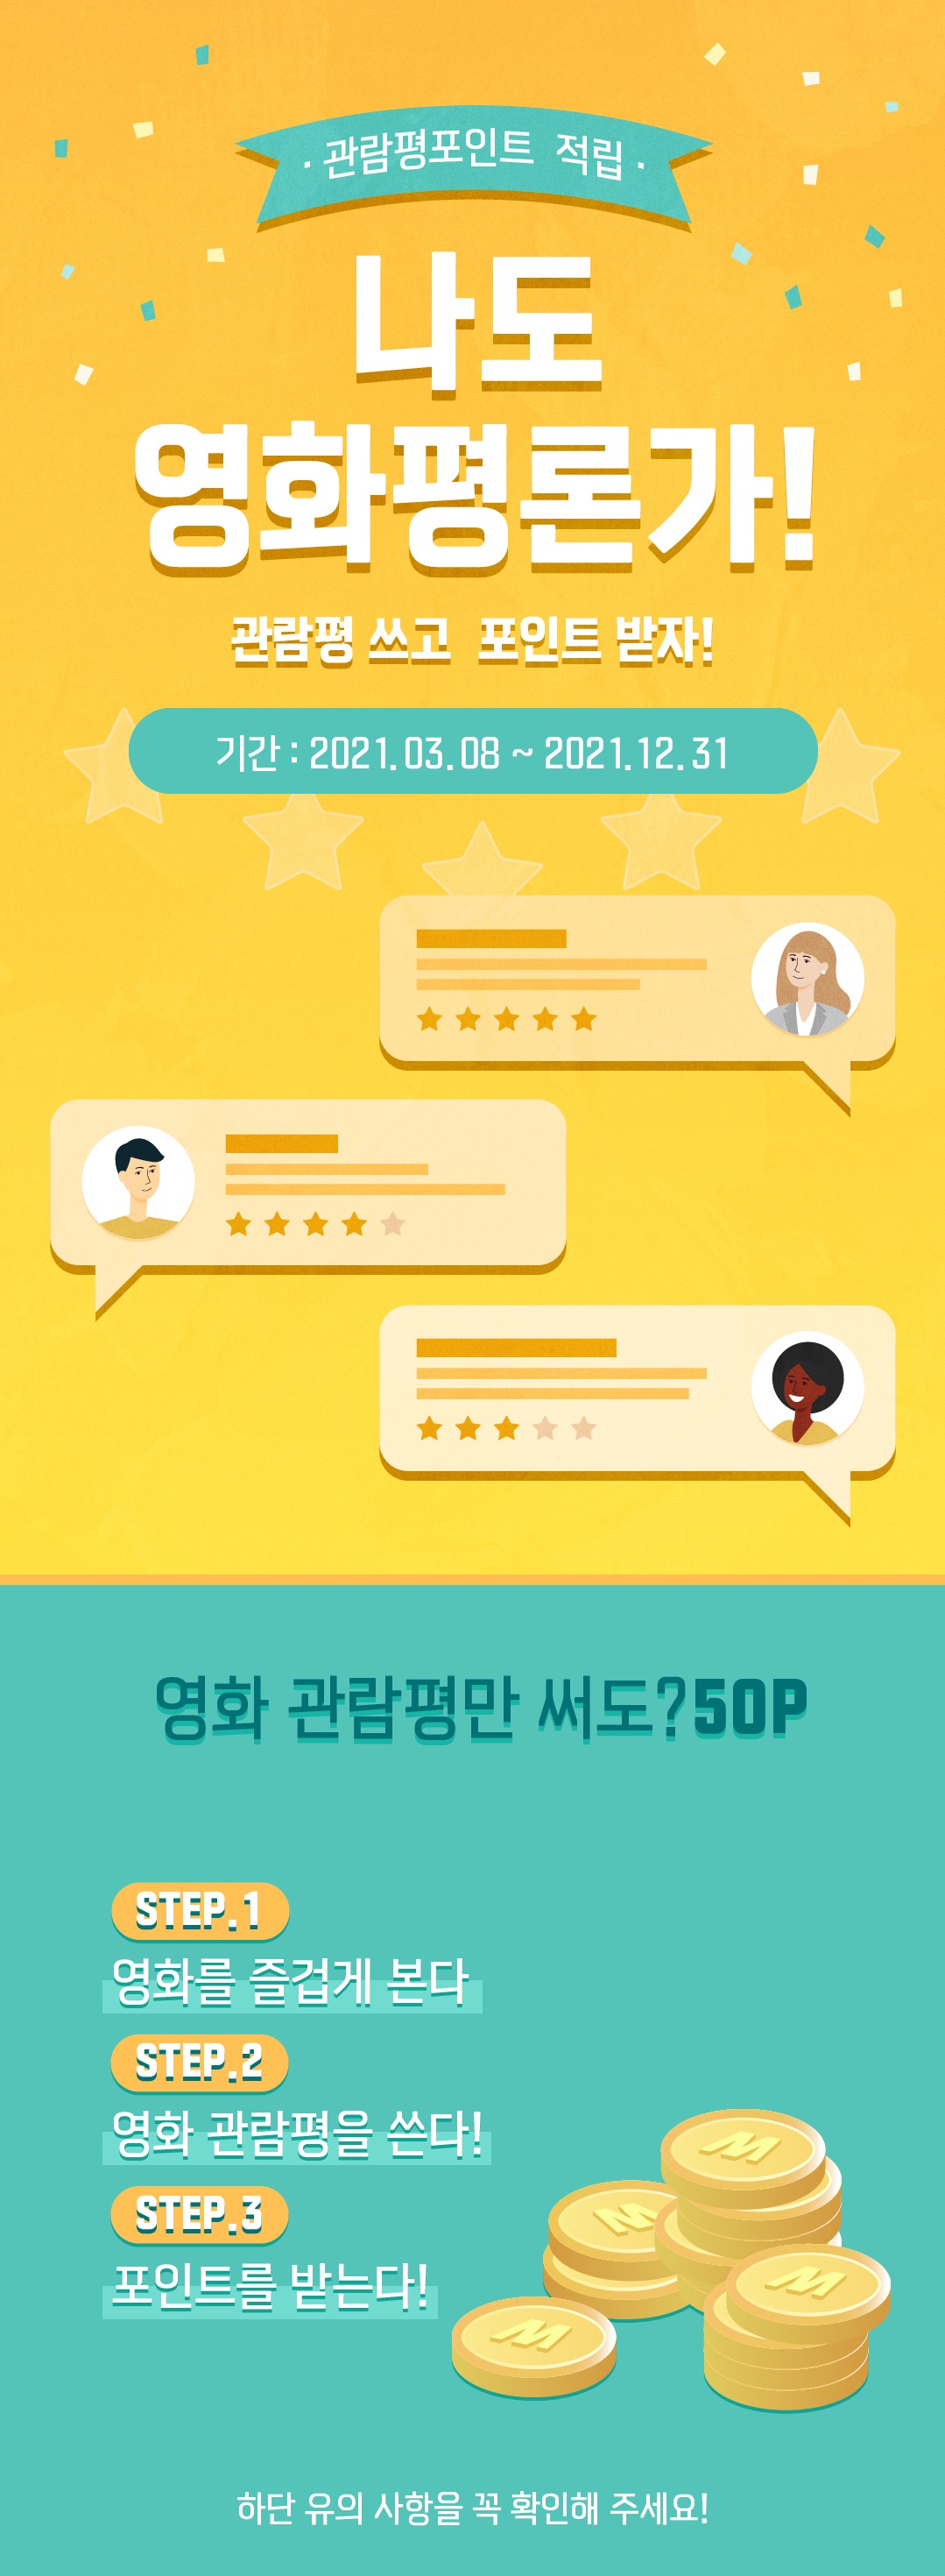 · 관람평포인트 적립 ·
나도
영화평론가!
관람평 쓰고 포인트 받자!
기간 : 2021.03.08 ~ 2021.12.31
영화 관람평만 써도?50P
STEP.1
영화를 즐겁게 본다
STEP.2
영화 관람평을 쓴다!
STEP.3
포인트를 받는다!
M
M
M
M
하단 유의 사항을 꼭 확인해 주세요!